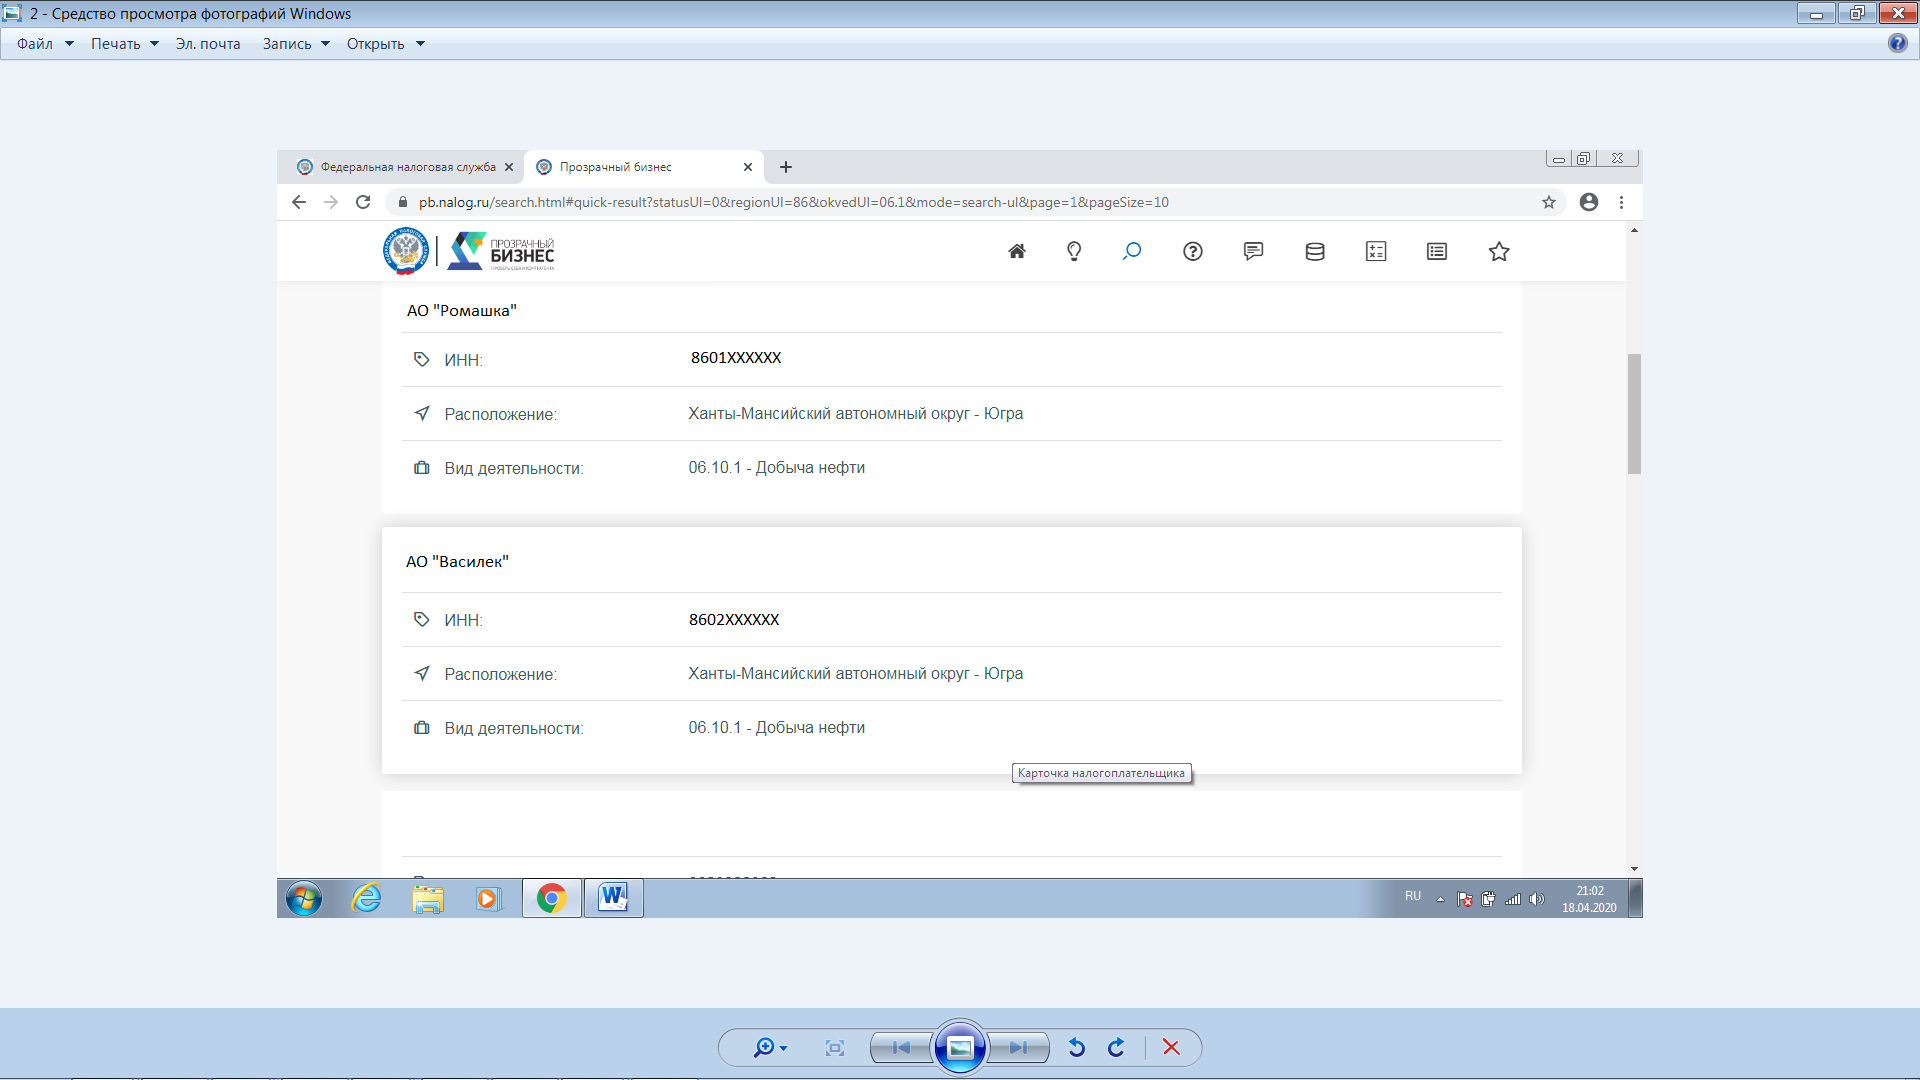 2 - Средство просмотра фотографий Windows
Файл Печать Эл. почта Запись Открыть
Федеральная налоговая служба Прозрачный бизнес
pb.nalog.ru/search.html#quick-result?statusUl=0&regionUl=86&okvedUl=06.1&mode=search-ul&page=1&pageSize=10
ПРОЗРАЧНЫЙ
БИЗНЕС
ПРОВЕРЬ СЕБЯ И КОНТРАГЕНТА
АО "Ромашка"
ИНН: 8601XXXXXX
Расположение: Ханты-Мансийский автономный округ - Югра
Вид деятельности: 06.10.1 - Добыча нефти
АО "Василек"
ИНН: 8602XXXXXX
Расположение: Ханты-Мансийский автономный округ - Югра
Вид деятельности: 06.10.1 - Добыча нефти
Карточка налогоплательщика
RU 21:02
18.04.2020